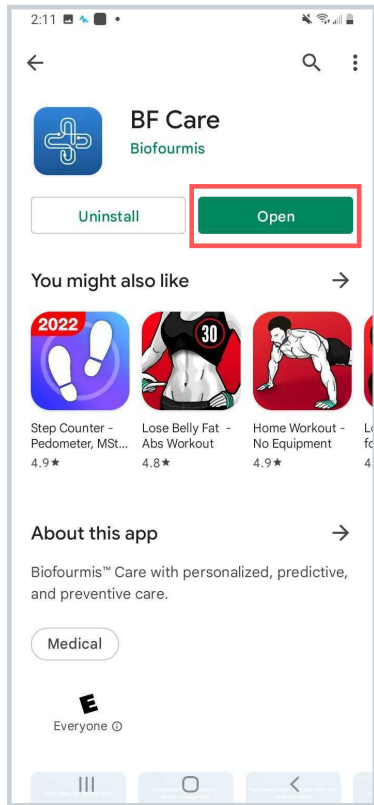 2:11
BF Care
Biofourmis
Uninstall
Open
You might also like
2022
30
Step Counter -
Pedometer, MSt...
4.9★
Lose Belly Fat -
Abs Workout
4.8★
Home Workout -
No Equipment
4.9★
L
fo
4
About this app
Biofourmis™ Care with personalized, predictive,
and preventive care.
Medical
E
Everyone